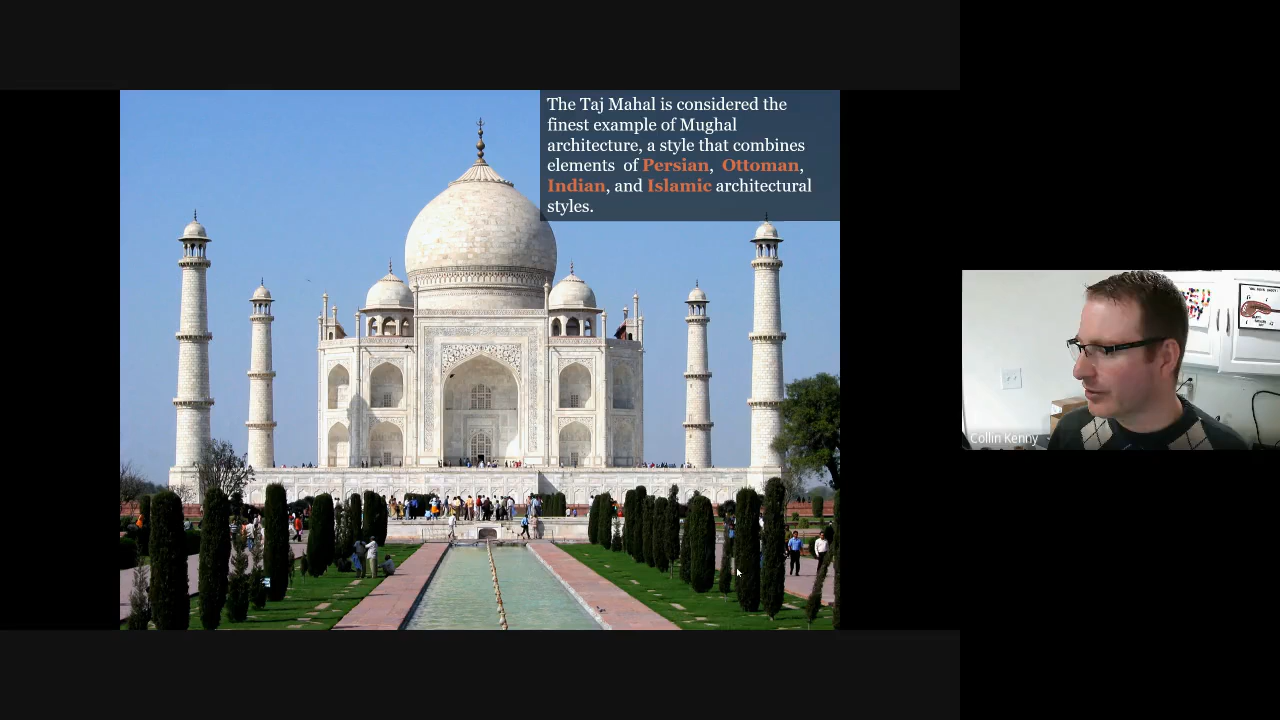 The Taj Mahal is considered the
finest example of Mughal
architecture, a style that combines
elements of Persian, Ottoman,
Indian, and Islamic architectural
styles.
Collin Kenny